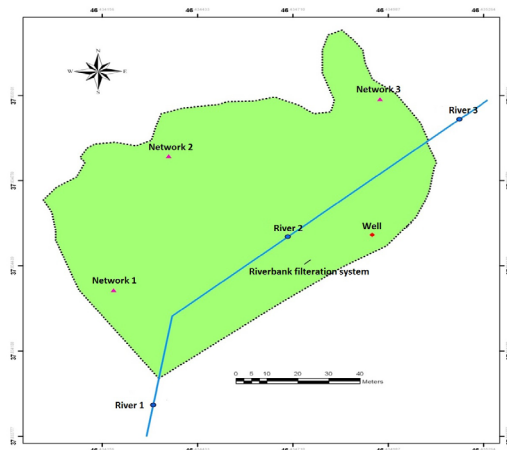 N
W E
S
Network 3
River 3
Network 2
River 2
Well
Riverbank filteration system
Network 1
0 5 10 20 30 40
Meters
River 1